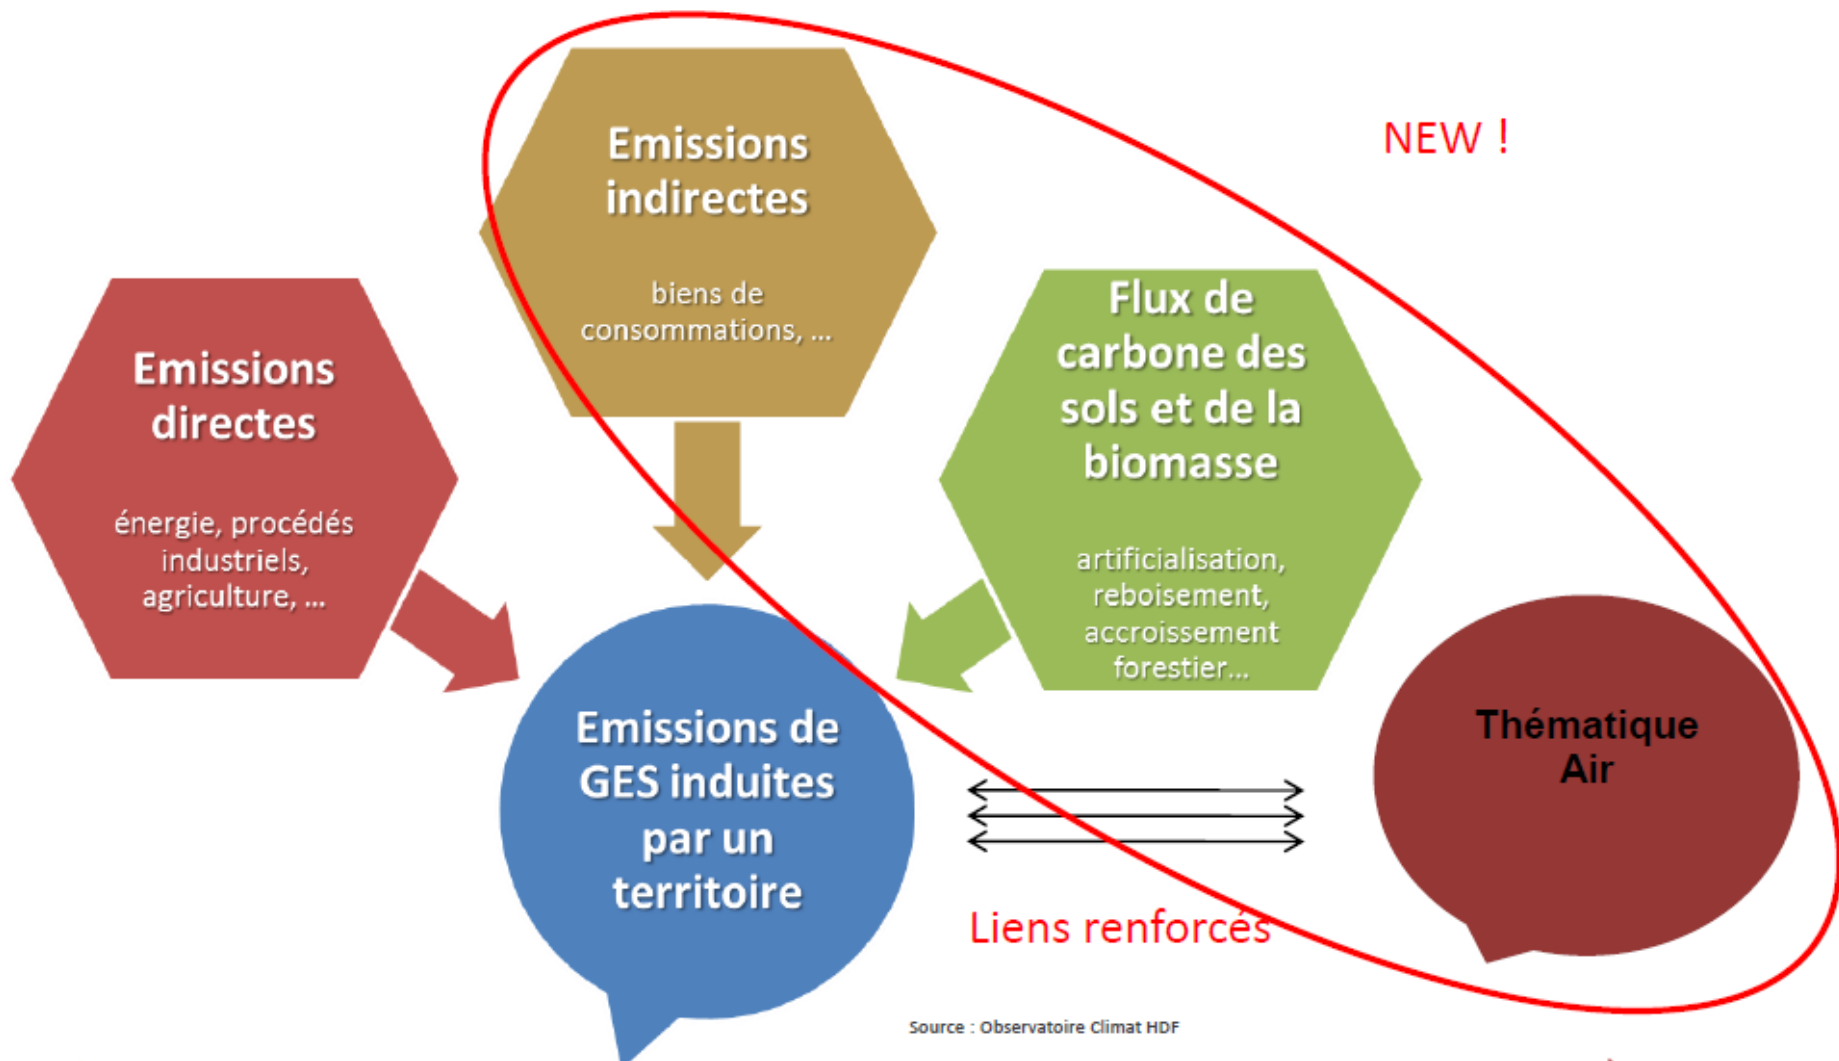 Emissions
indirectes
biens de
consommations, ...
NEW !
Emissions
directes
énergie, procédés
industriels,
agriculture, ...
Flux de
carbone des
sols et de la
biomasse
artificialisation,
reboisement,
accroissement
forestier...
Emissions de
GES induites
par un
territoire
Thématique
Air
Liens renforcés
Source : Observatoire Climat HDF